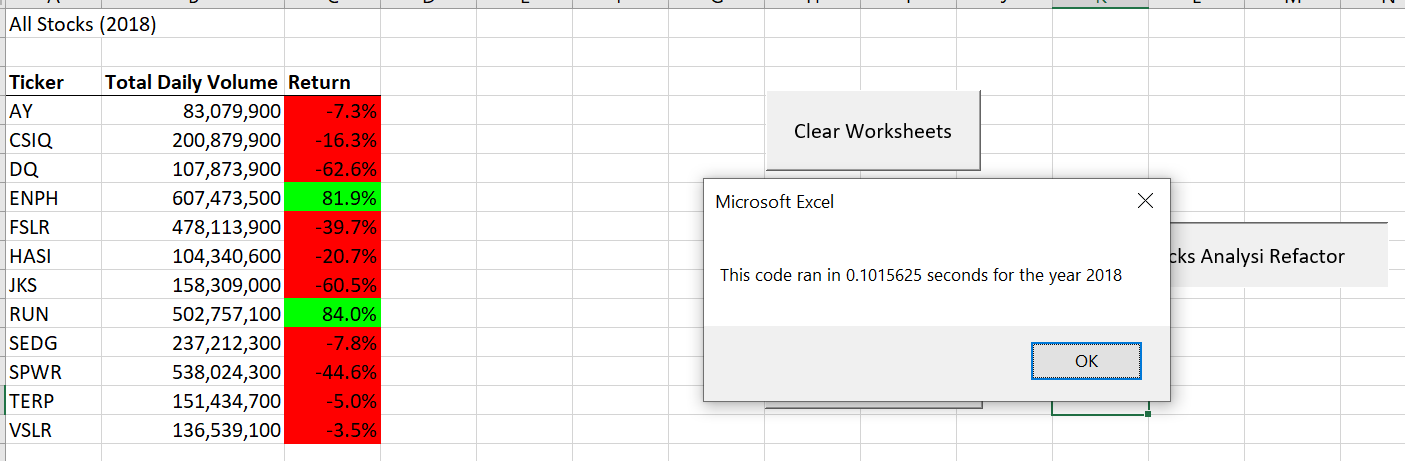 All Stocks (2018)
Ticker Total Daily Volume Return
AY 83,079,900 -7.3%
CSIQ 200,879,900 -16.3%
DQ 107,873,900 -62.6%
ENPH 607,473,500 81.9%
FSLR 478,113,900 -39.7%
HASI 104,340,600 -20.7%
JKS 158,309,000 -60.5%
RUN 502,757,100 84.0%
SEDG 237,212,300 -7.8%
SPWR 538,024,300 -44.6%
TERP 151,434,700 -5.0%
VSLR 136,539,100 -3.5%
Clear Worksheets
Microsoft Excel
This code ran in 0.1015625 seconds for the year 2018
OK
cks Analysi Refactor